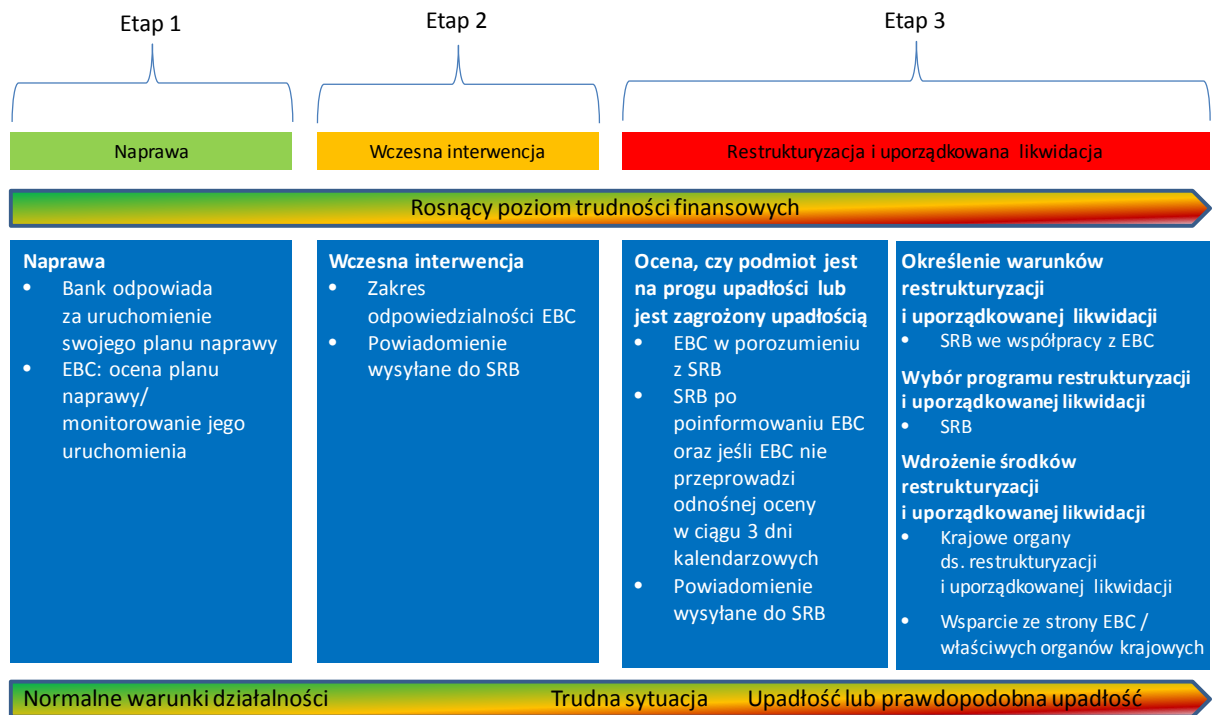 Etap 1
Etap 2
Etap 3
Naprawa
Wczesna interwencja
Restrukturyzacja i uporządkowana likwidacja
Rosnący poziom trudności finansowych
Naprawa
• Bank odpowiada
za uruchomienie
swojego planu naprawy
• EBC: ocena planu
naprawy/
monitorowanie jego
uruchomienia
Wczesna interwencja
• Zakres
odpowiedzialności EBC
• Powiadomienie
wysyłane do SRB
Ocena, czy podmiot jest
na progu upadłości lub
jest zagrożony upadłością
• EBC w porozumieniu
z SRB
• SRB po
poinformowaniu EBC
oraz jeśli EBC nie
przeprowadzi
odnośnej oceny
w ciągu 3 dni
kalendarzowych
• Powiadomienie
wysyłane do SRB
Określenie warunków
restrukturyzacji
i uporządkowanej likwidacji
• SRB we współpracy z EBC
Wybór programu restrukturyzacji
i uporządkowanej likwidacji
• SRB
Wdrożenie środków
restrukturyzacji
i uporządkowanej likwidacji
• Krajowe organy
ds. restrukturyzacji
i uporządkowanej likwidacji
• Wsparcie ze strony EBC /
właściwych organów krajowych
Normalne warunki działalności
Trudna sytuacja
Upadłość lub prawdopodobna upadłość